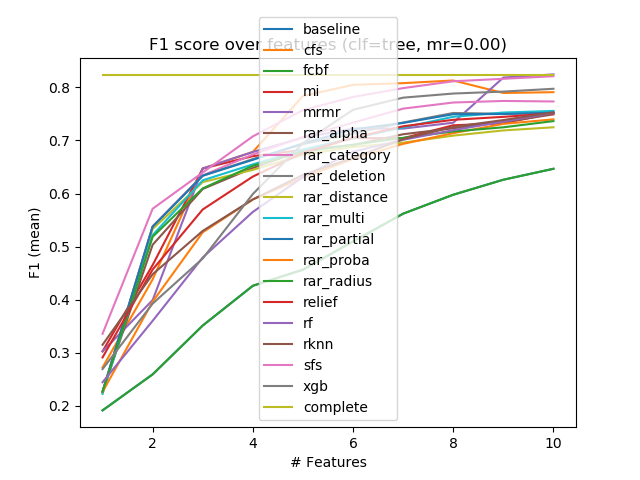 F1 score over features (clf=tree, mr=0.00)
baseline
cfs
fcbf
mi
mrmr
rar_alpha
rar_category
rar_deletion
rar_distance
rar_multi
rar_partial
rar_proba
rar_radius
relief
rf
rknn
sfs
xgb
complete
F1 (mean)
0.8
0.7
0.6
0.5
0.4
0.3
0.2
2
4
6
8
10
# Features